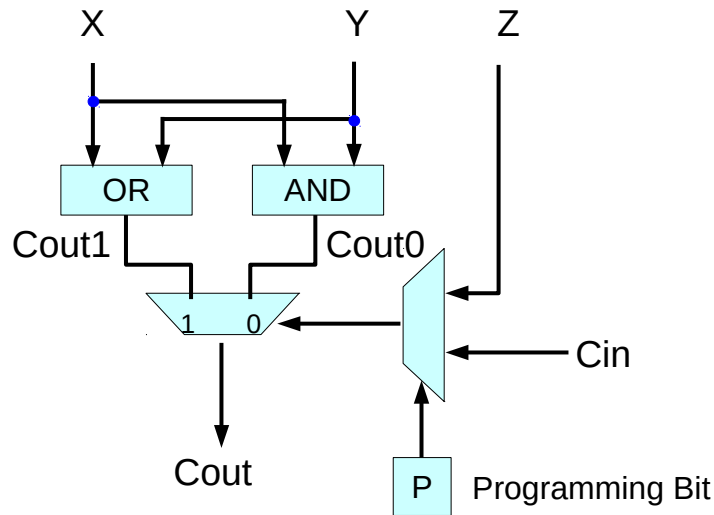 X
Y
Z
OR
AND
Cout1
Cout0
1
0
Cin
Cout
P
Programming Bit